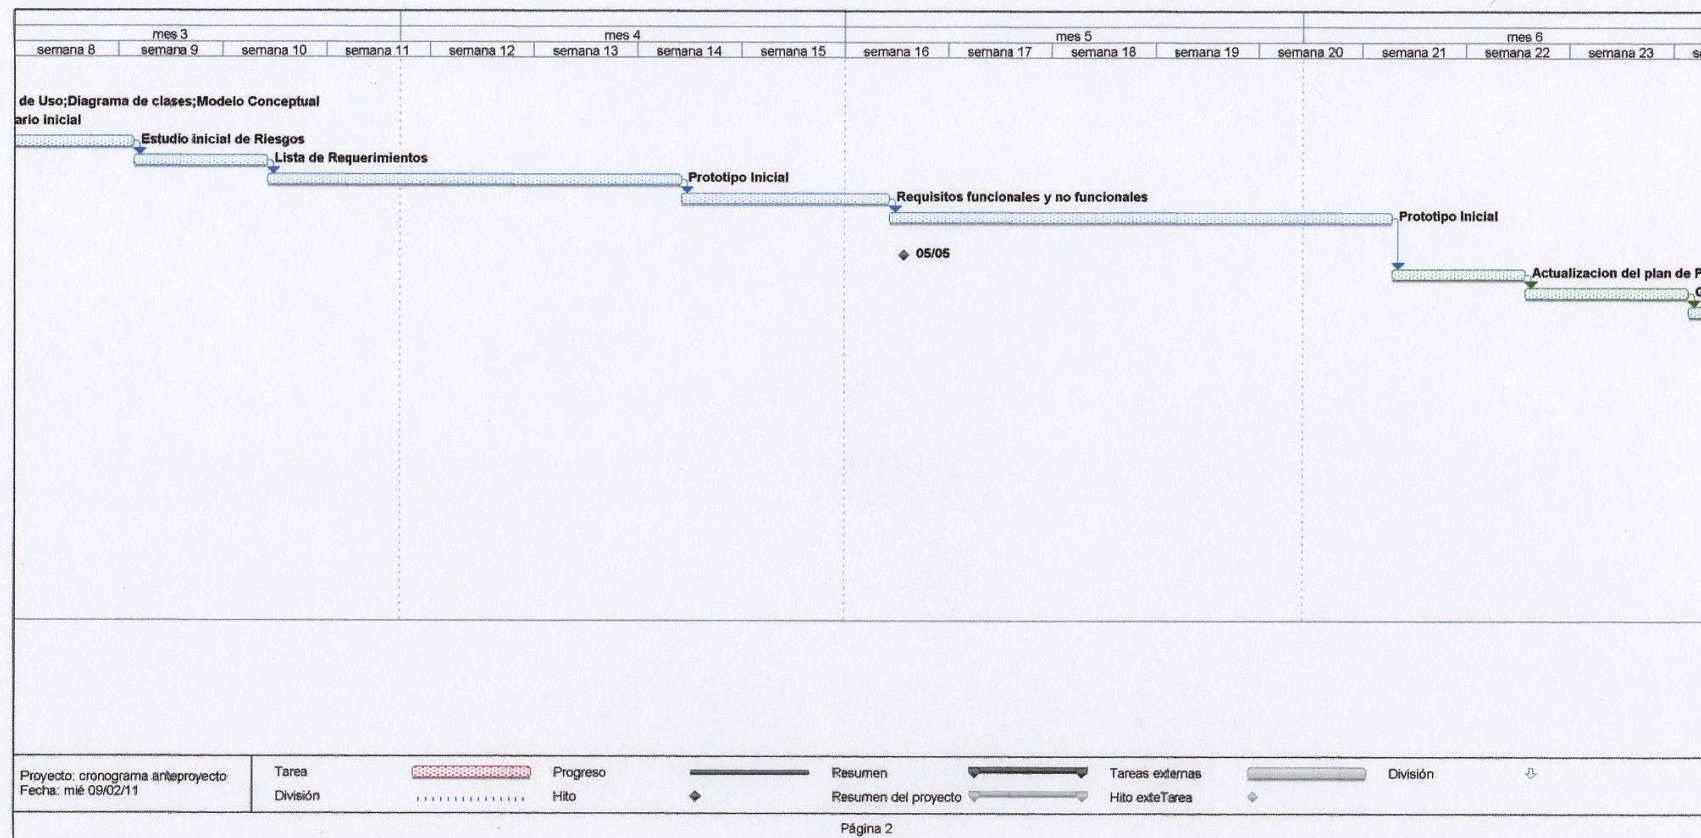 mes 3 mes 4 mes 5 mes 6
semana 8 semana 9 semana 10 semana 11 semana 12 semana 13 semana 14 semana 15 semana 16 semana 17 semana 18 semana 19 semana 20 semana 21 semana 22 semana 23
de Uso;Diagrama de clases;Modelo Conceptual
ario inicial
Estudio inicial de Riesgos
Lista de Requerimientos
Prototipo Inicial
Requisitos funcionales y no funcionales
Prototipo Inicial
05/05
Actualizacion del plan de P
Proyecto: cronograma anteproyecto
Fecha: mié 09/02/11
Tarea Progreso Resumen Tareas externas División
División Hito Resumen del proyecto Hito exteTarea
Página 2